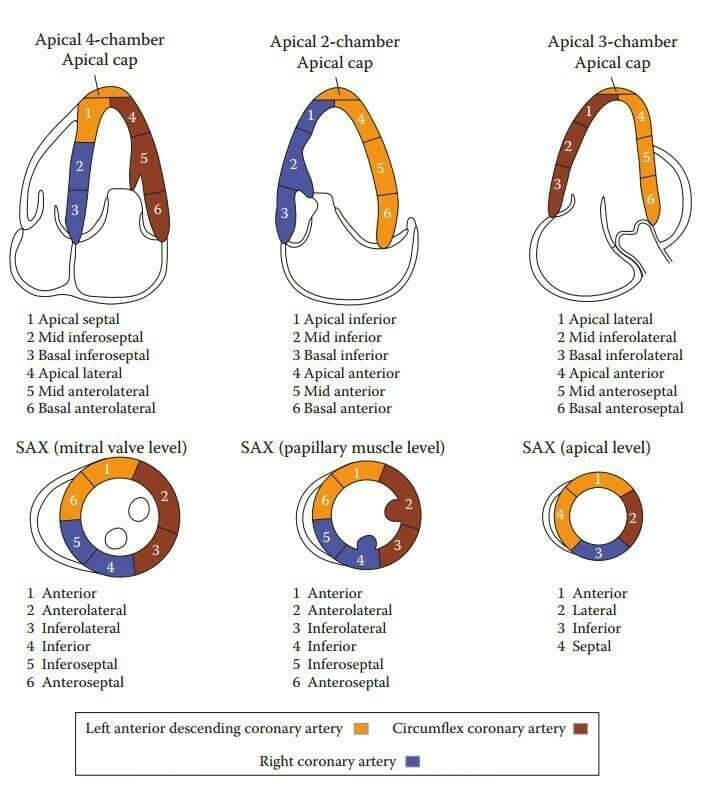 Apical 4-chamber
Apical cap
1
4
2
5
3
6
1 Apical septal
2 Mid inferoseptal
3 Basal inferoseptal
4 Apical lateral
5 Mid anterolateral
6 Basal anterolateral
Apical 2-chamber
Apical cap
1
4
2
5
3
6
1 Apical inferior
2 Mid inferior
3 Basal inferior
4 Apical anterior
5 Mid anterior
6 Basal anterior
Apical 3-chamber
Apical cap
1
4
2
5
3
6
1 Apical lateral
2 Mid inferolateral
3 Basal inferolateral
4 Apical anterior
5 Mid anteroseptal
6 Basal anteroseptal
SAX (mitral valve level)
1
6
2
5
3
4
1 Anterior
2 Anterolateral
3 Inferolateral
4 Inferior
5 Inferoseptal
6 Anteroseptal
SAX (papillary muscle level)
1
6
2
5
3
4
1 Anterior
2 Anterolateral
3 Inferolateral
4 Inferior
5 Inferoseptal
6 Anteroseptal
SAX (apical level)
1
4
2
3
1 Anterior
2 Lateral
3 Inferior
4 Septal
Left anterior descending coronary artery
Circumflex coronary artery
Right coronary artery